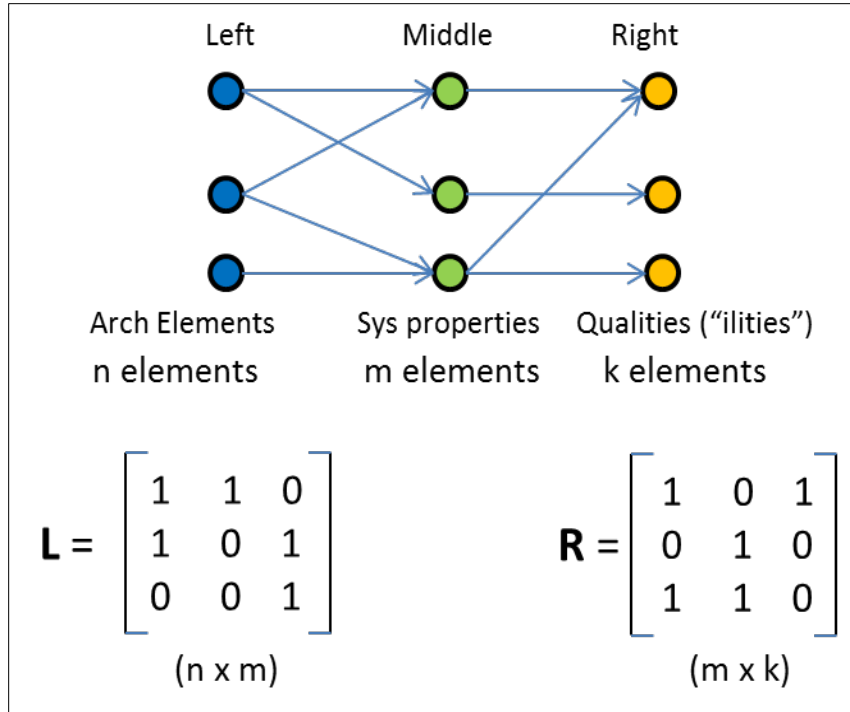 Left Middle Right
Arch Elements Sys properties Qualities (“ilities”)
n elements m elements k elements
L = R =
1 1 0
1 0 1
0 0 1
(n x m)
1 0 1
0 1 0
1 1 0
(m x k)